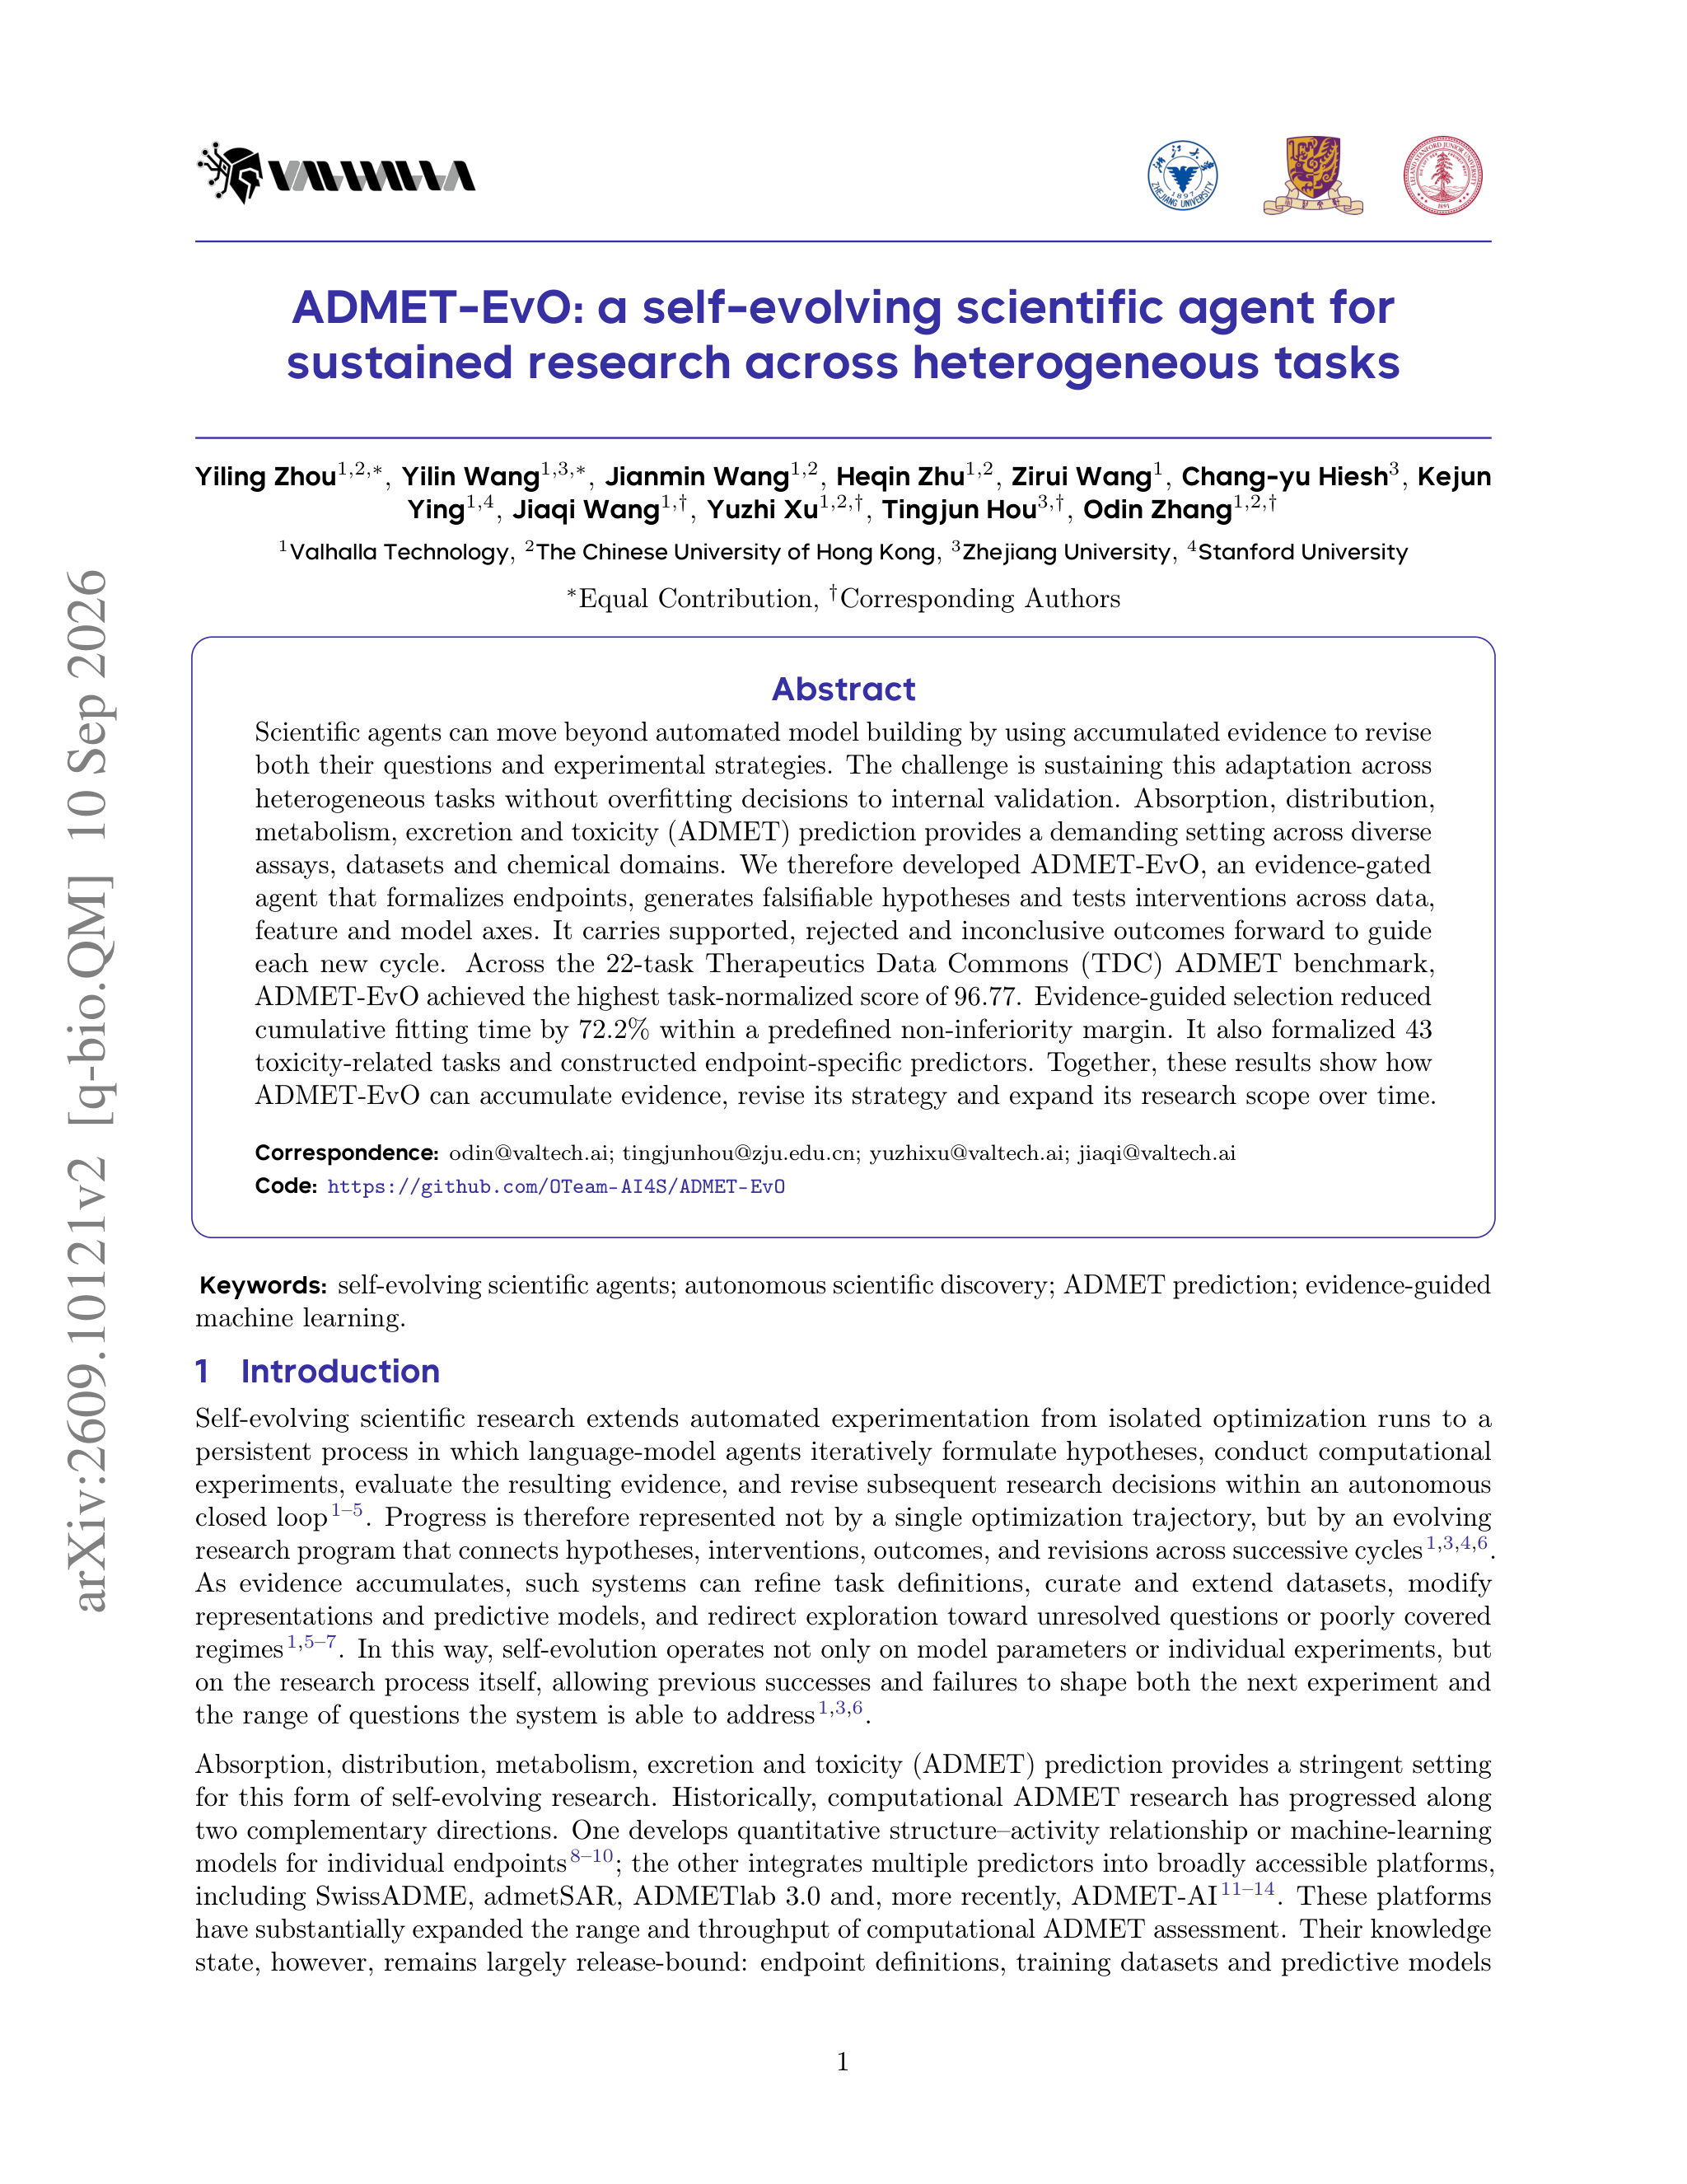 VALHALLA
ZHEJIANG UNIVERSITY
1897
ADMET-EvO: a self-evolving scientific agent for
sustained research across heterogeneous tasks
Yiling Zhou1,2,*, Yilin Wang1,3,*, Jianmin Wang1,2, Heqin Zhu1,2, Zirui Wang1, Chang-yu Hiesh3, Kejun
Ying1,4, Jiaqi Wang1,†, Yuzhi Xu1,2,†, Tingjun Hou3,†, Odin Zhang1,2,†
1Valhalla Technology, 2The Chinese University of Hong Kong, 3Zhejiang University, 4Stanford University
*Equal Contribution, †Corresponding Authors
arXiv:2609.10121v2 [q-bio.QM] 10 Sep 2026
Abstract
Scientific agents can move beyond automated model building by using accumulated evidence to revise
both their questions and experimental strategies. The challenge is sustaining this adaptation across
heterogeneous tasks without overfitting decisions to internal validation. Absorption, distribution,
metabolism, excretion and toxicity (ADMET) prediction provides a demanding setting across diverse
assays, datasets and chemical domains. We therefore developed ADMET-EvO, an evidence-gated
agent that formalizes endpoints, generates falsifiable hypotheses and tests interventions across data,
feature and model axes. It carries supported, rejected and inconclusive outcomes forward to guide
each new cycle. Across the 22-task Therapeutics Data Commons (TDC) ADMET benchmark,
ADMET-EvO achieved the highest task-normalized score of 96.77. Evidence-guided selection reduced
cumulative fitting time by 72.2% within a predefined non-inferiority margin. It also formalized 43
toxicity-related tasks and constructed endpoint-specific predictors. Together, these results show how
ADMET-EvO can accumulate evidence, revise its strategy and expand its research scope over time.
Correspondence: odin@valtech.ai; tingjunhou@zju.edu.cn; yuzhixu@valtech.ai; jiaqi@valtech.ai
Code: https://github.com/OTeam-AI4S/ADMET-EvO
Keywords: self-evolving scientific agents; autonomous scientific discovery; ADMET prediction; evidence-guided
machine learning.
1 Introduction
Self-evolving scientific research extends automated experimentation from isolated optimization runs to a
persistent process in which language-model agents iteratively formulate hypotheses, conduct computational
experiments, evaluate the resulting evidence, and revise subsequent research decisions within an autonomous
closed loop1–5. Progress is therefore represented not by a single optimization trajectory, but by an evolving
research program that connects hypotheses, interventions, outcomes, and revisions across successive cycles1,3,4,6.
As evidence accumulates, such systems can refine task definitions, curate and extend datasets, modify
representations and predictive models, and redirect exploration toward unresolved questions or poorly covered
regimes1,5–7. In this way, self-evolution operates not only on model parameters or individual experiments, but
on the research process itself, allowing previous successes and failures to shape both the next experiment and
the range of questions the system is able to address1,3,6.
Absorption, distribution, metabolism, excretion and toxicity (ADMET) prediction provides a stringent setting
for this form of self-evolving research. Historically, computational ADMET research has progressed along
two complementary directions. One develops quantitative structure–activity relationship or machine-learning
models for individual endpoints8–10; the other integrates multiple predictors into broadly accessible platforms,
including SwissADME, admetSAR, ADMETlab 3.0 and, more recently, ADMET-AI11–14. These platforms
have substantially expanded the range and throughput of computational ADMET assessment. Their knowledge
state, however, remains largely release-bound: endpoint definitions, training datasets and predictive models
1